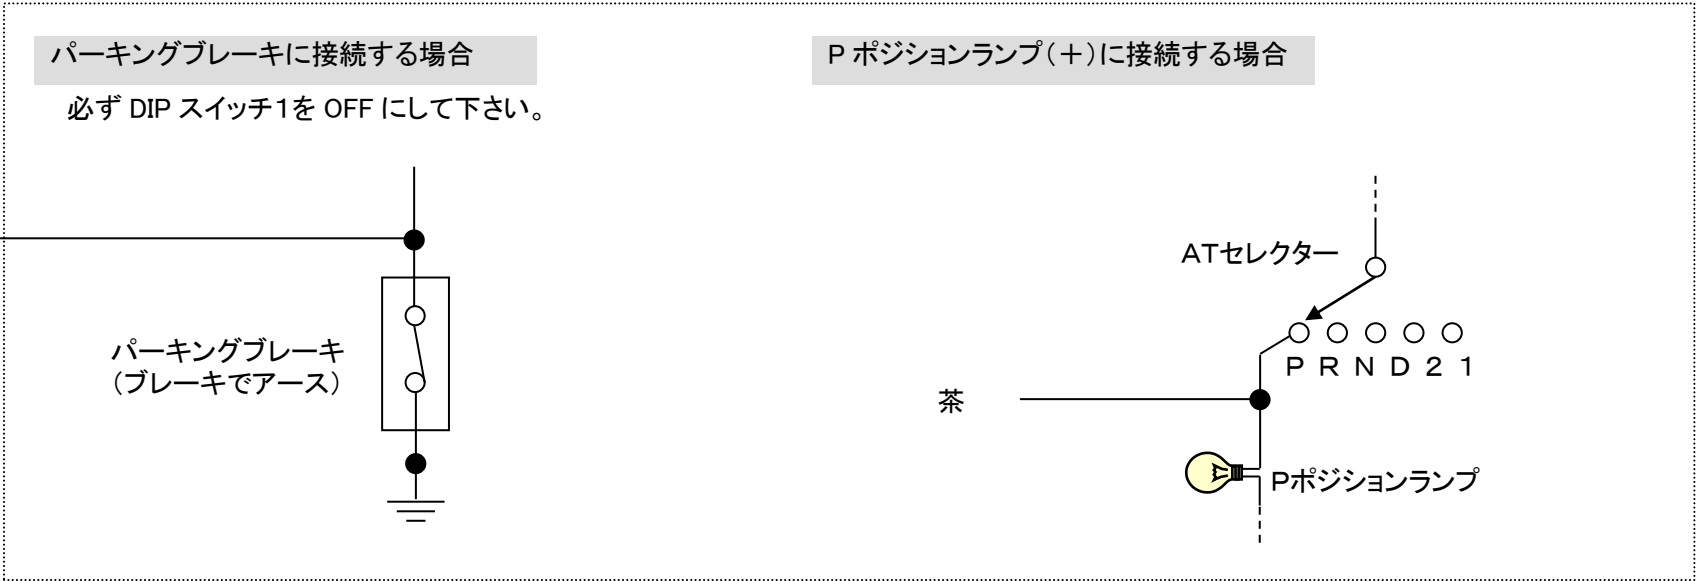 パーキングブレーキに接続する場合
必ず DIP スイッチ1を OFF にして下さい。
パーキングブレーキ
（ブレーキでアース）
P ポジションランプ（＋）に接続する場合
ＡＴセレクター
Ｐ Ｒ Ｎ Ｄ ２ １
茶
Ｐポジションランプ